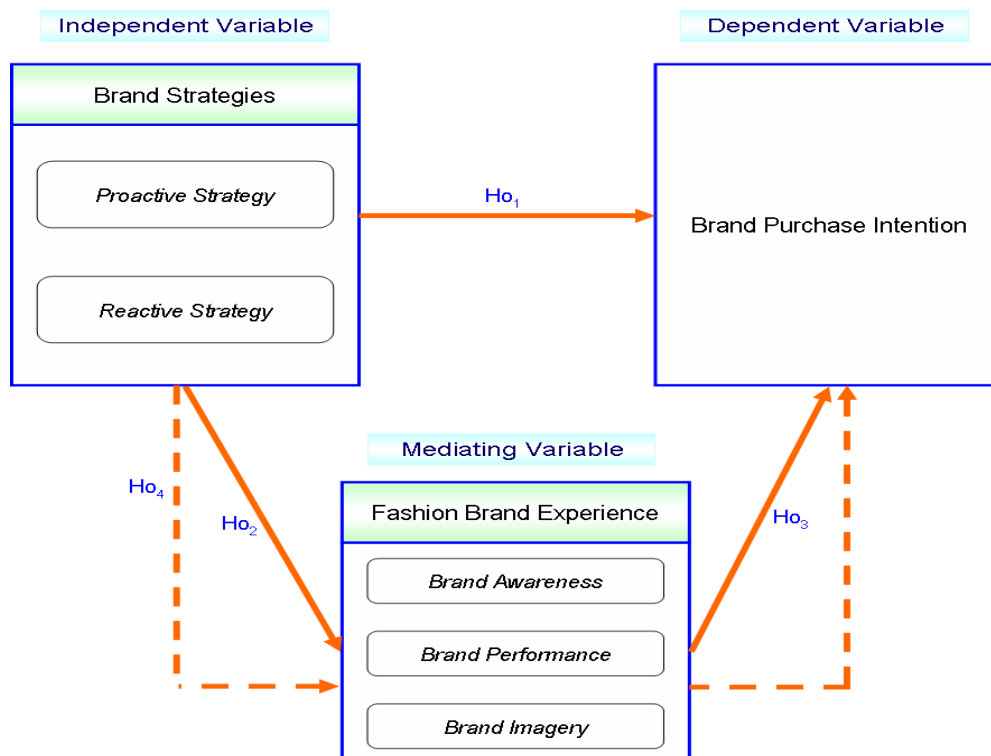 Independent Variable
Dependent Variable
Brand Strategies
Proactive Strategy
Reactive Strategy
Ho₁
Brand Purchase Intention
Mediating Variable
Ho₄
Ho₂
Ho₃
Fashion Brand Experience
Brand Awareness
Brand Performance
Brand Imagery